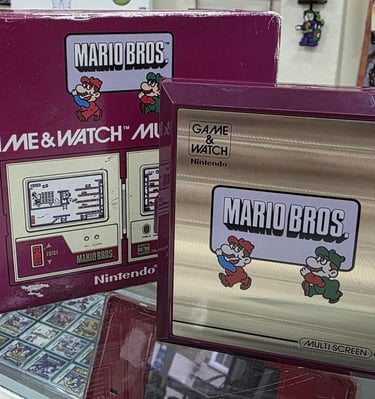 MARIO BROS.
AME & WATCH™ MU
MARIO BROS.
Nintendo
GAME
&
WATCH
Nintendo
MARIO BROS.
MULTI SCREEN